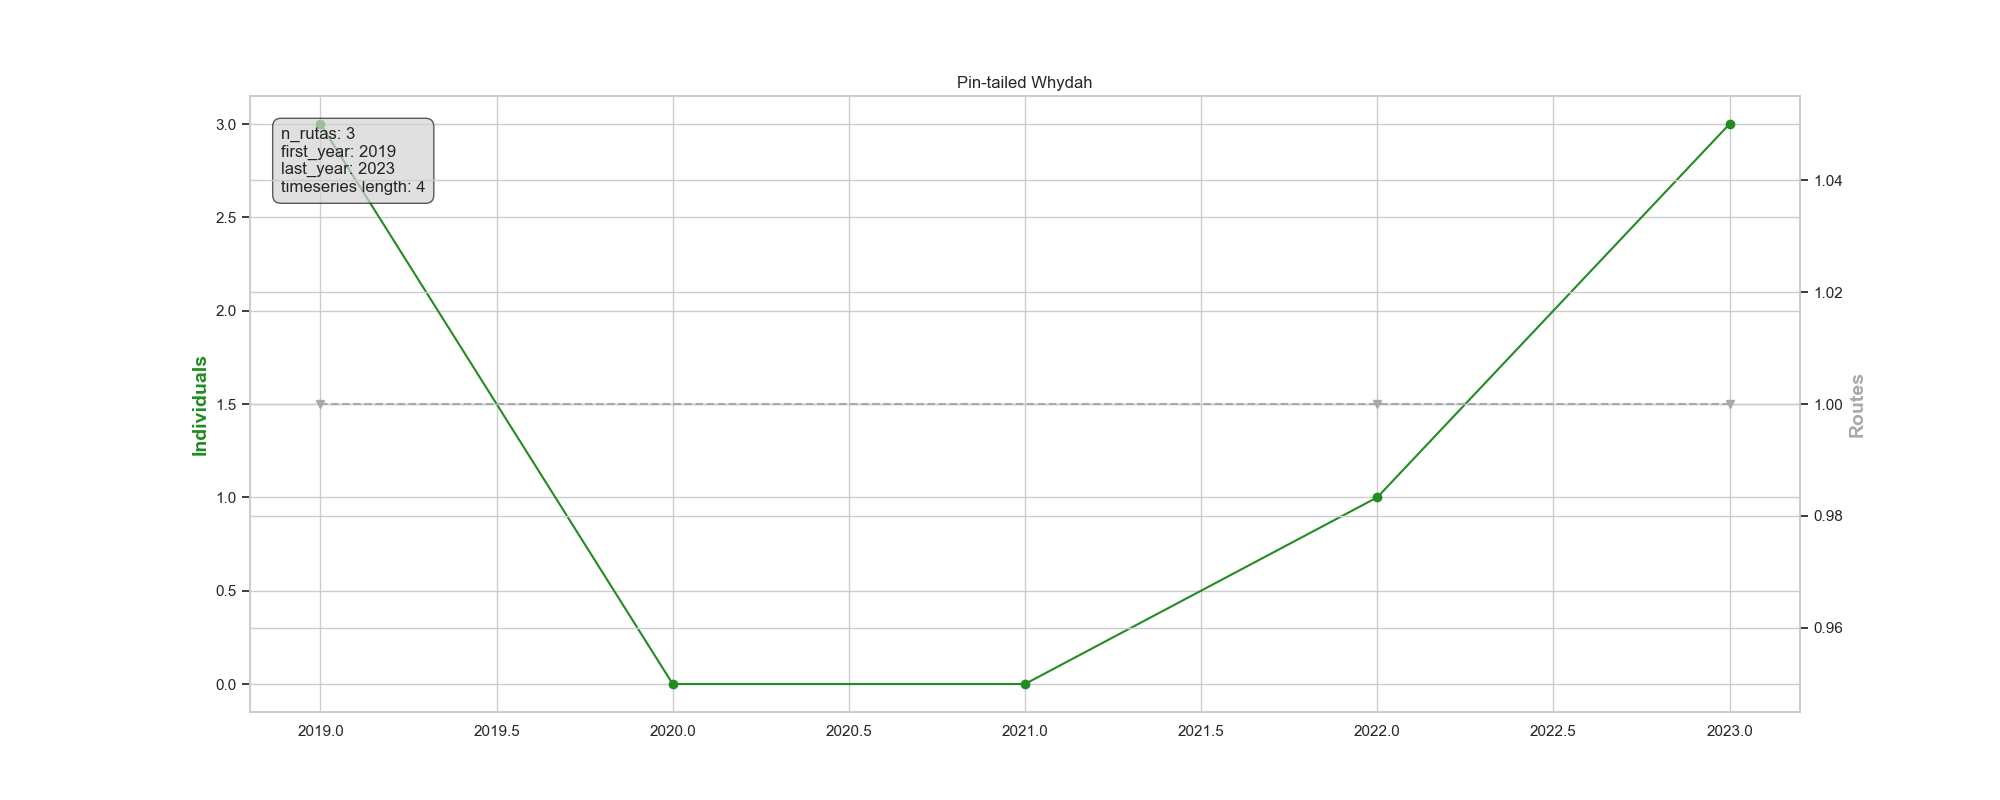 Pin-tailed Whydah
n_rutas: 3
first_year: 2019
last_year: 2023
timeseries length: 4
3.0
2.5
2.0
1.5
1.0
0.5
0.0
Individuals
1.04
1.02
1.00
0.98
0.96
Routes
2019.0 2019.5 2020.0 2020.5 2021.0 2021.5 2022.0 2022.5 2023.0